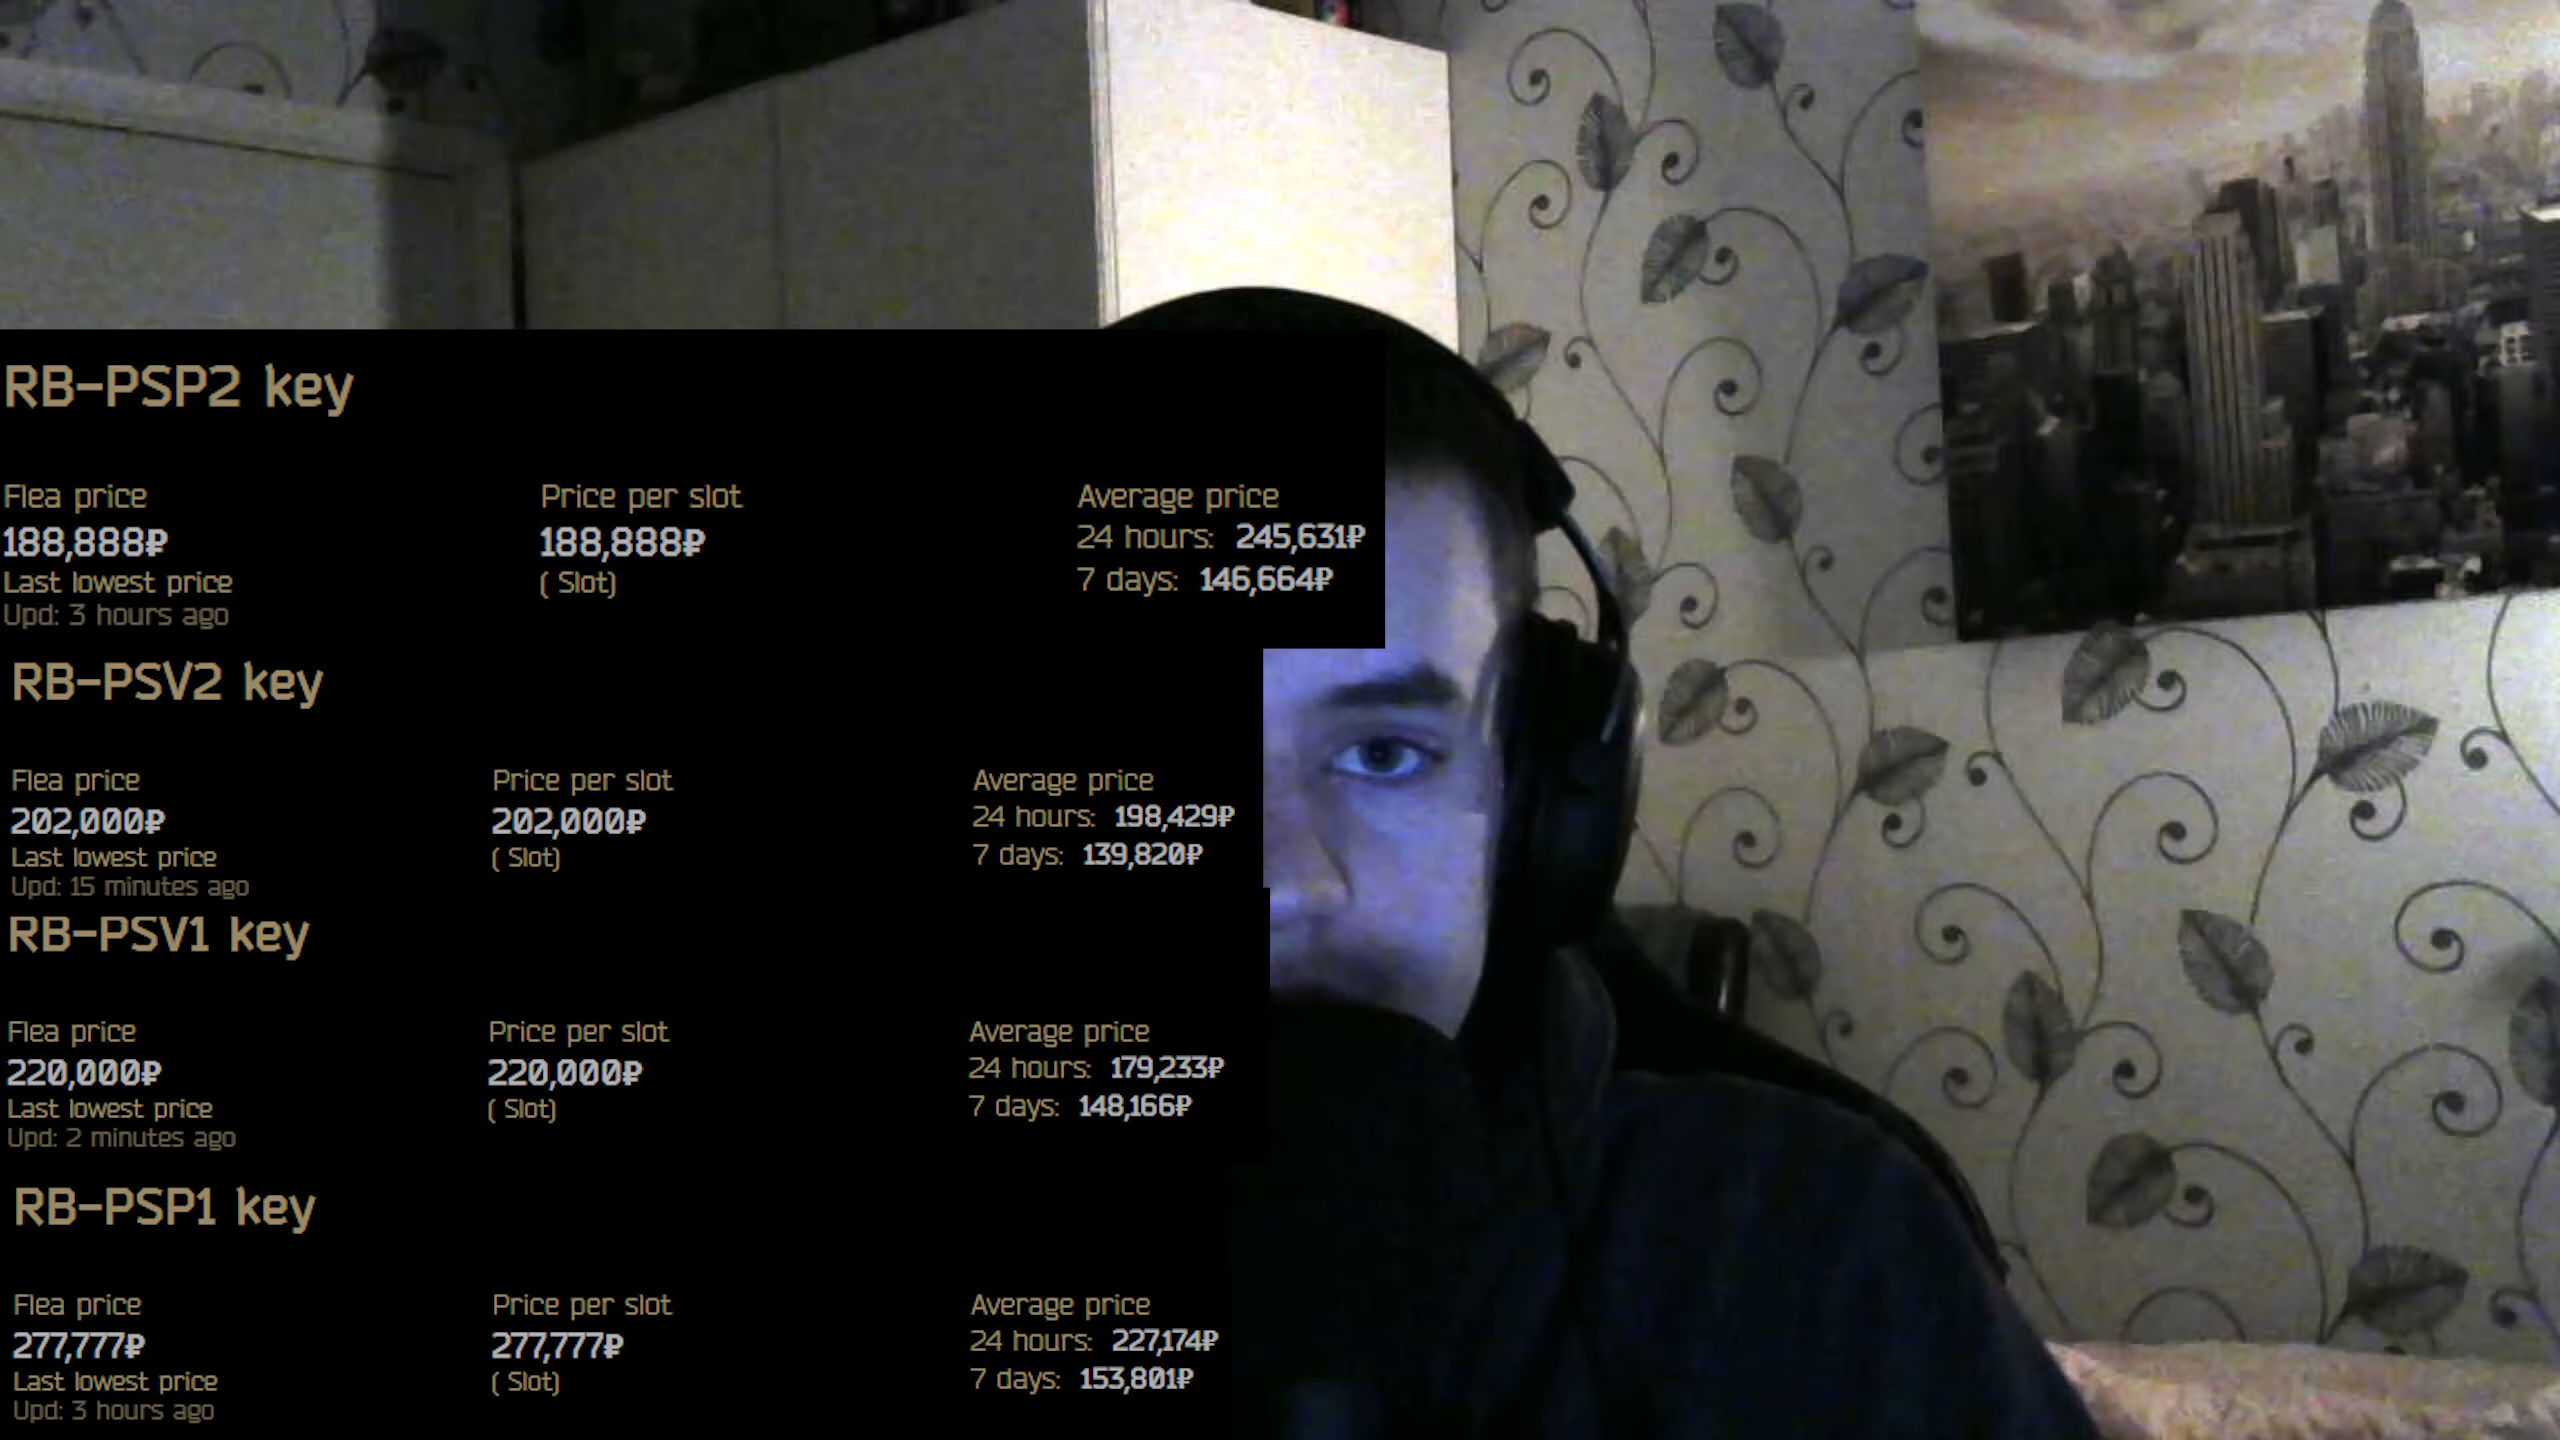 RB-PSP2 key
Flea price
188,888₽
Last lowest price
Upd: 3 hours ago
Price per slot
188,888₽
( Slot)
Average price
24 hours: 245,631₽
7 days: 146,664₽
RB-PSV2 key
Flea price
202,000₽
Last lowest price
Upd: 15 minutes ago
Price per slot
202,000₽
( Slot)
Average price
24 hours: 198,429₽
7 days: 139,820₽
RB-PSV1 key
Flea price
220,000₽
Last lowest price
Upd: 2 minutes ago
Price per slot
220,000₽
( Slot)
Average price
24 hours: 179,233₽
7 days: 148,166₽
RB-PSP1 key
Flea price
277,777₽
Last lowest price
Upd: 3 hours ago
Price per slot
277,777₽
( Slot)
Average price
24 hours: 227,174₽
7 days: 153,801₽